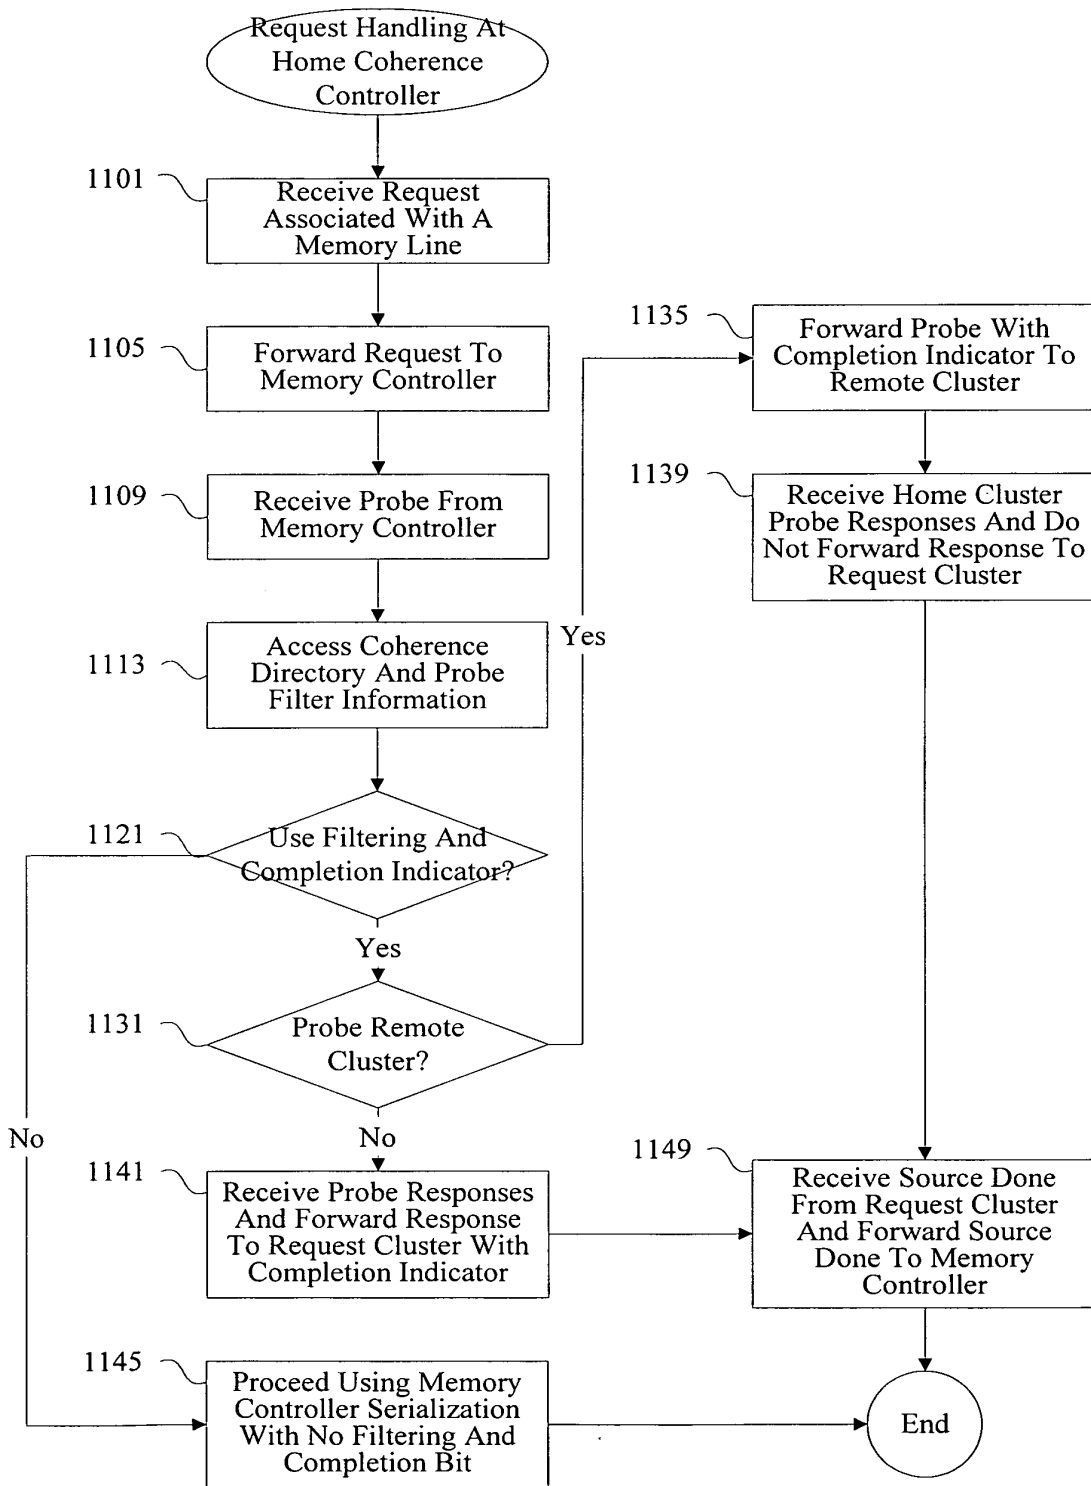 Request Handling At
Home Coherence
Controller
1101
Receive Request
Associated With A
Memory Line
1105
Forward Request To
Memory Controller
1109
Receive Probe From
Memory Controller
1113
Access Coherence
Directory And Probe
Filter Information
1121
Use Filtering And
Completion Indicator?
Yes
1131
Probe Remote
Cluster?
Yes
No
No
1135
Forward Probe With
Completion Indicator To
Remote Cluster
1139
Receive Home Cluster
Probe Responses And Do
Not Forward Response To
Request Cluster
1141
Receive Probe Responses
And Forward Response
To Request Cluster With
Completion Indicator
1149
Receive Source Done
From Request Cluster
And Forward Source
Done To Memory
Controller
1145
Proceed Using Memory
Controller Serialization
With No Filtering And
Completion Bit
End